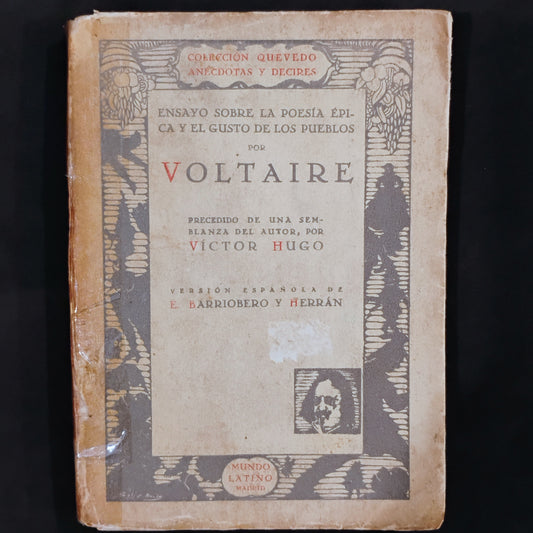 COLECCIÓN QUEVEDO
ANÉCDOTAS Y DECIRES
ENSAYO SOBRE LA POESÍA ÉPI-
CA Y EL GUSTO DE LOS PUEBLOS
POR
VOLTAIRE
PRECEDIDO DE UNA SEM-
BLANZA DEL AUTOR, POR
VÍCTOR HUGO
VERSIÓN ESPAÑOLA DE
E. BARRIOBERO Y HERRÁN
MUNDO
LATINO
MADRID